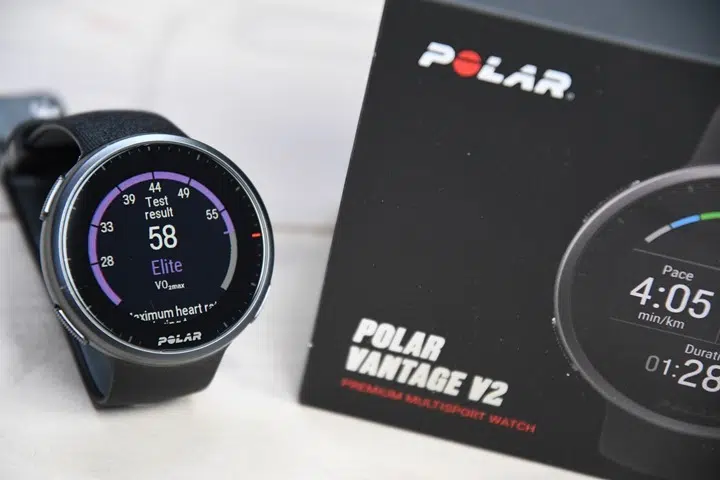 44
39
49
Test
result
33
55
58
28
Elite
VO2max
POLAR
POLAR
Pace
4:05
min/km
01:28
POLAR
VANTAGE V2
PREMIUM MULTISPORT WATCH